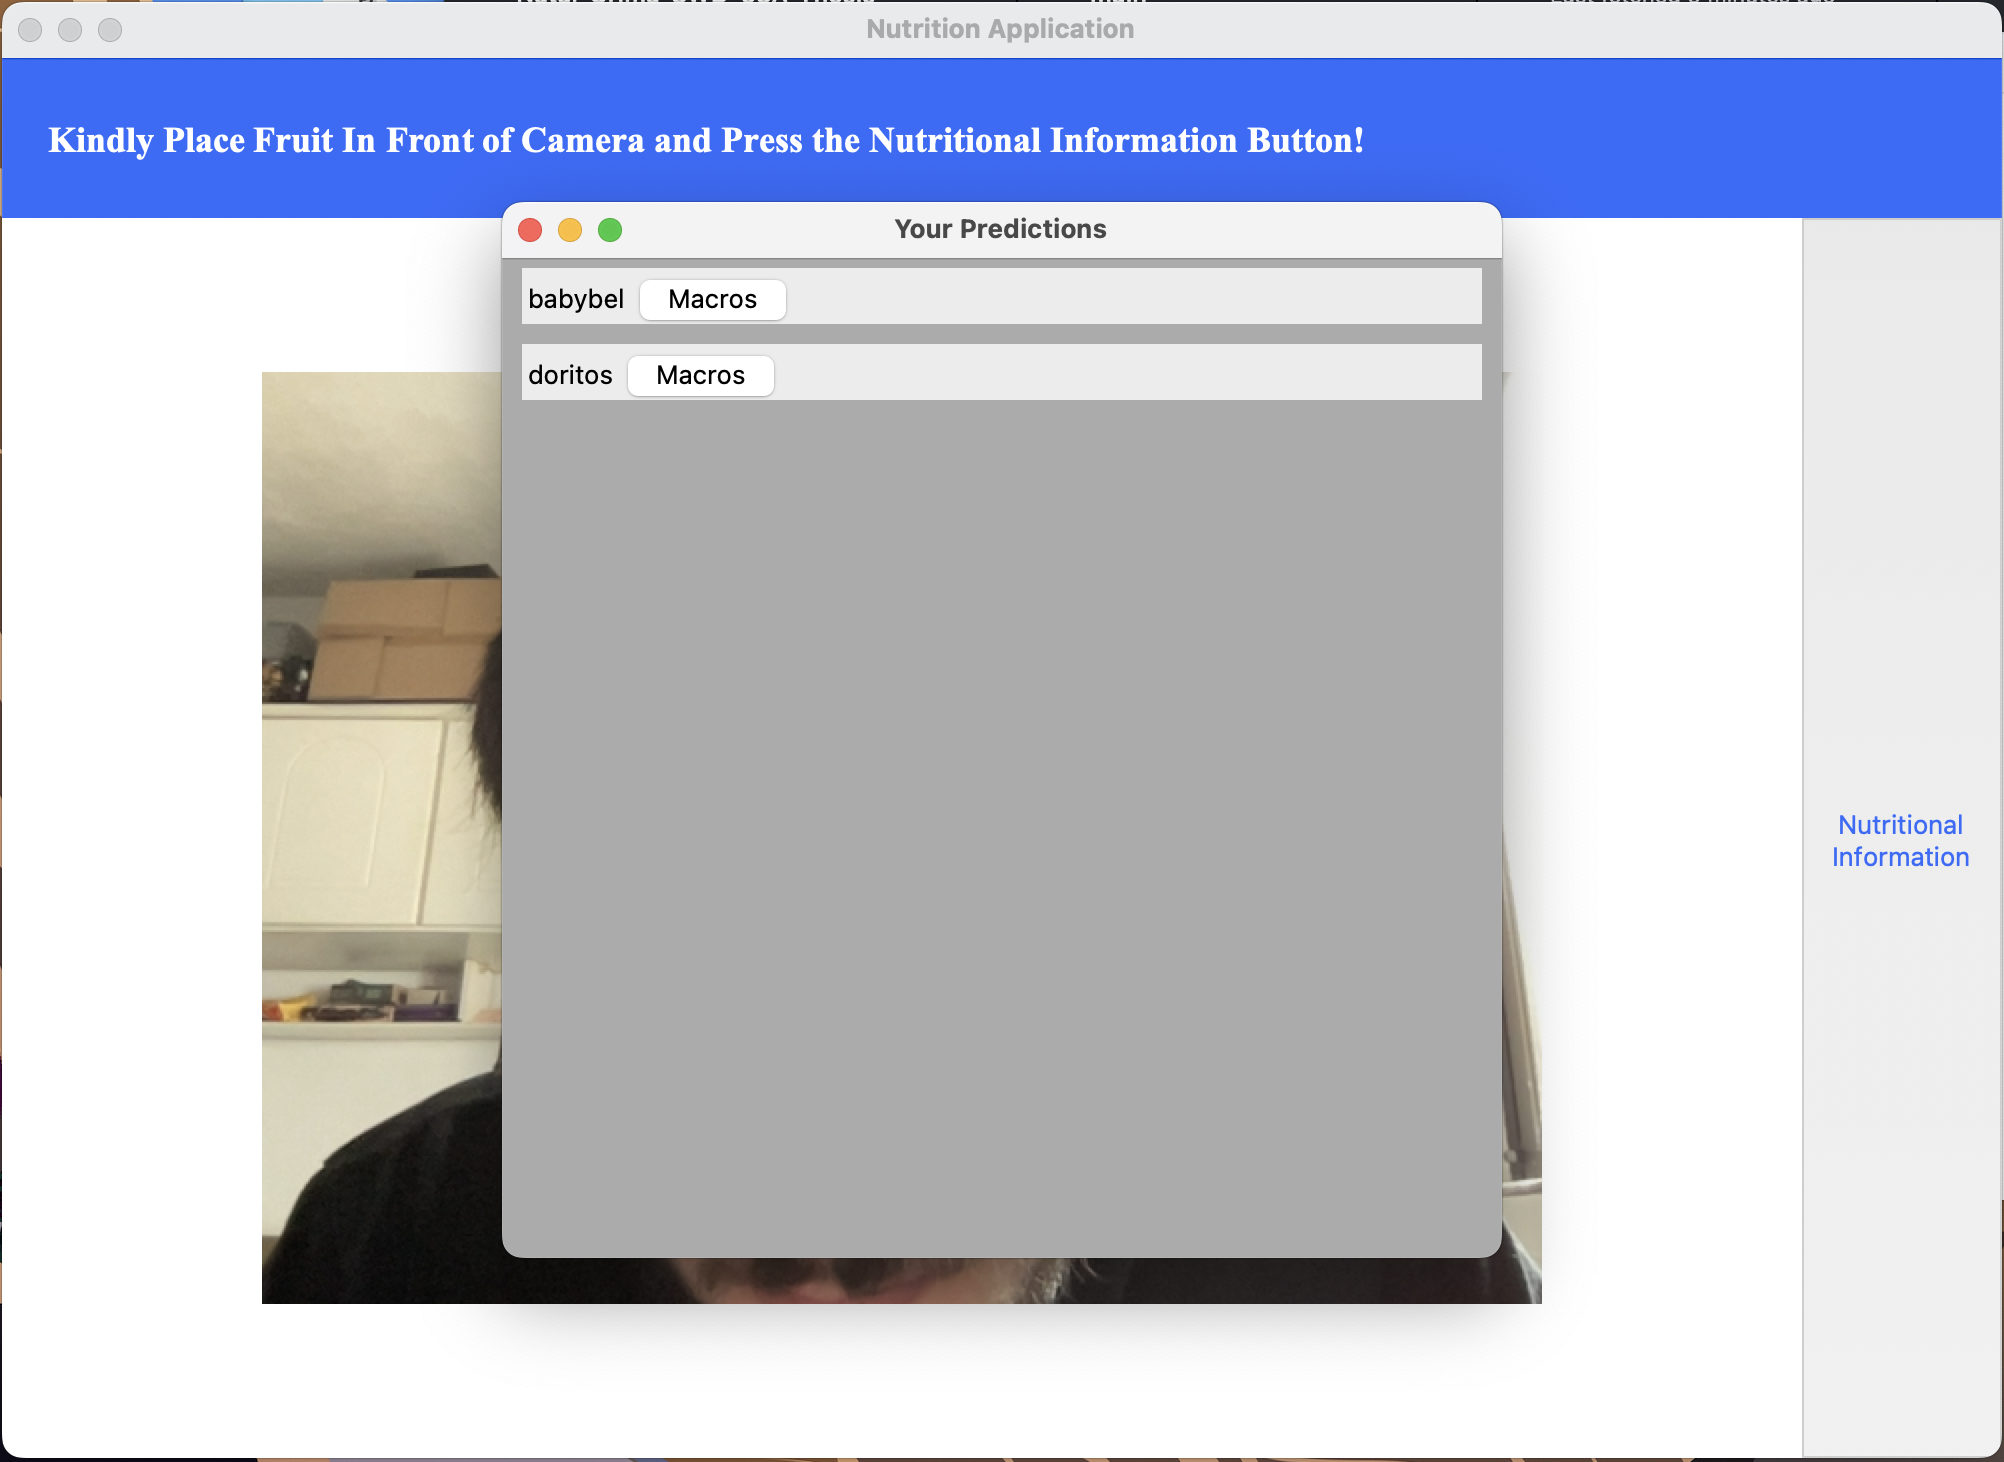 Nutrition Application
Kindly Place Fruit In Front of Camera and Press the Nutritional Information Button!
Your Predictions
babybel Macros
doritos Macros
Nutritional
Information